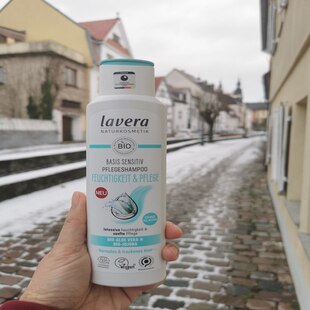 lavera
NATURKOSMETIK
BIO
BASIS SENSITIV
PFLEGESHAMPOO
FEUCHTIGKEIT & PFLEGE
NEU
Intensive Feuchtigkeit &
sanfte Pflege
BIO-ALOE VERA &
BIO-JOJOBA